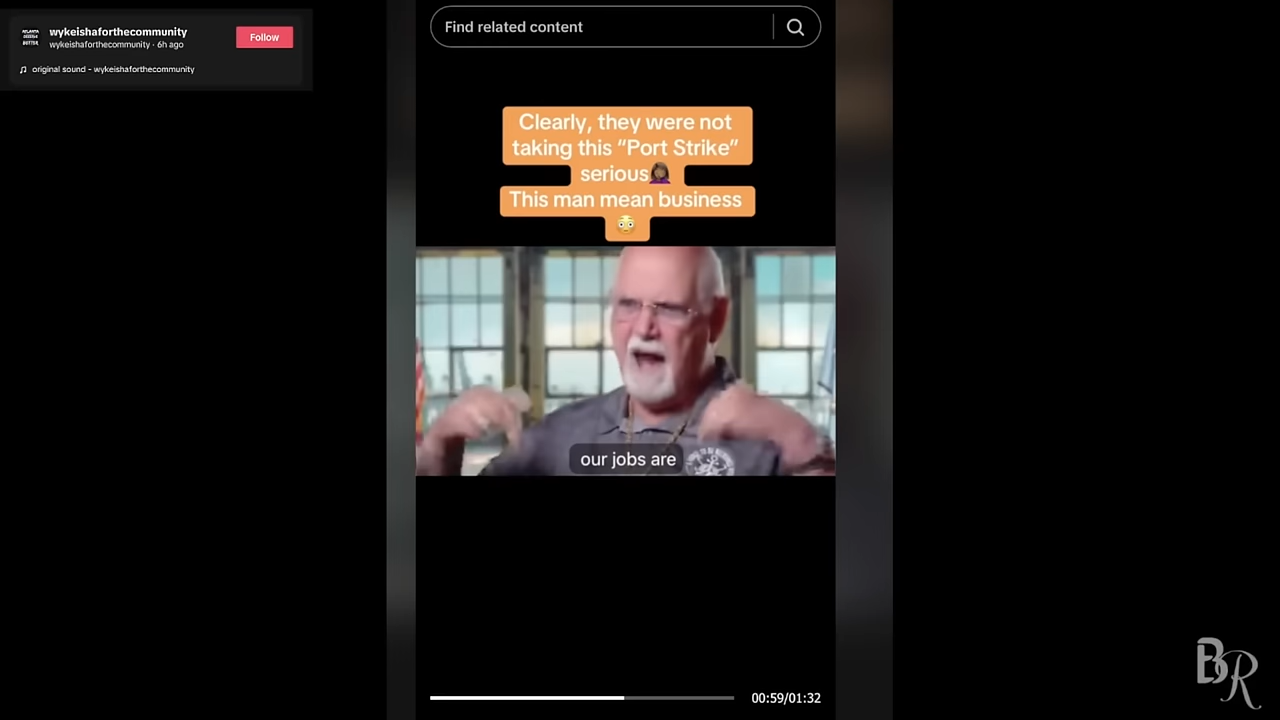 wykeishaforthecommunity
wykeishaforthecommunity · 6h ago
Follow
♫ original sound - wykeishaforthecommunity
Find related content
Clearly, they were not
taking this “Port Strike”
serious🤦🏾‍♀️
This man mean business
😳
our jobs are
00:59/01:32
BR